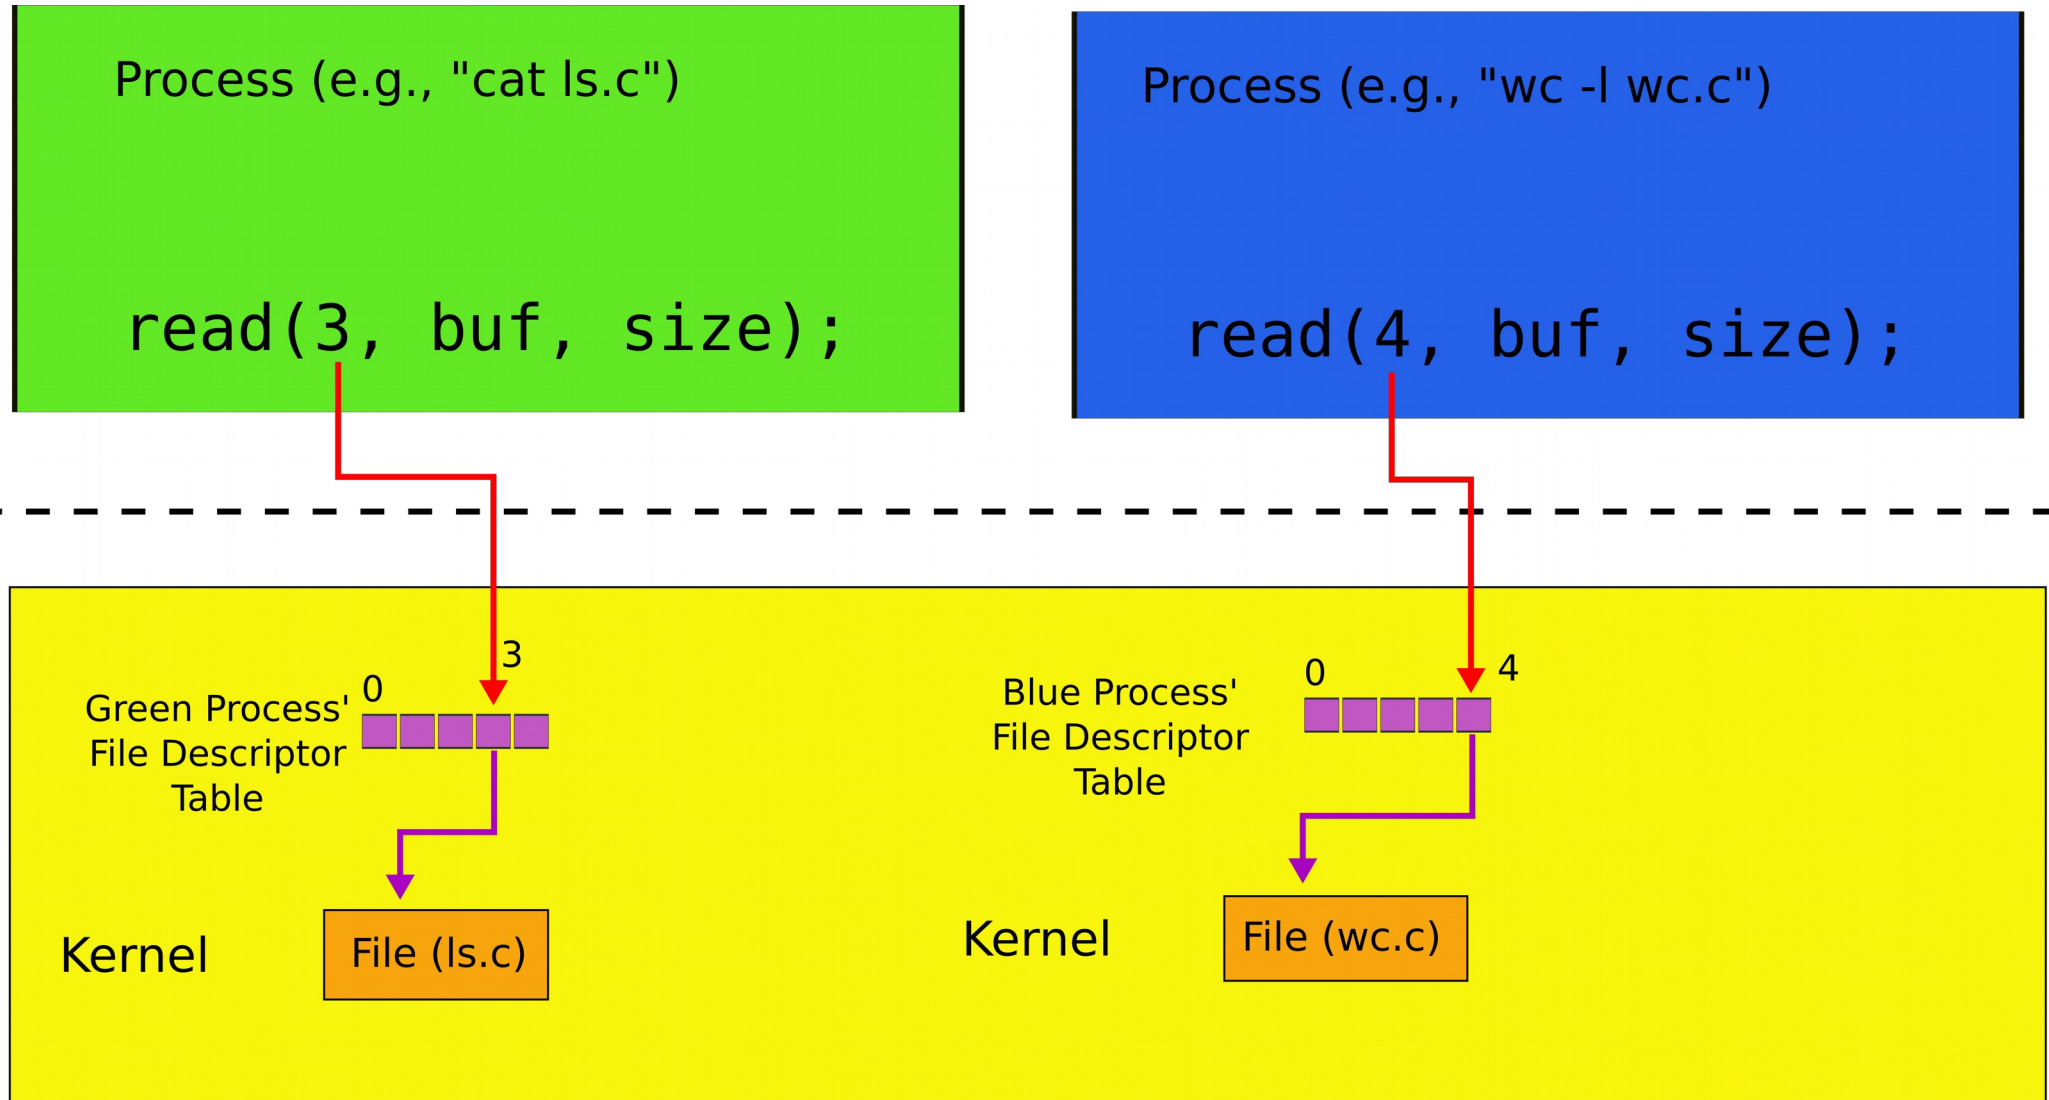 Process (e.g., "cat ls.c")
read(3, buf, size);
Process (e.g., "wc -l wc.c")
read(4, buf, size);
Green Process'
File Descriptor
Table
0
3
File (ls.c)
Kernel
Blue Process'
File Descriptor
Table
0
4
File (wc.c)
Kernel